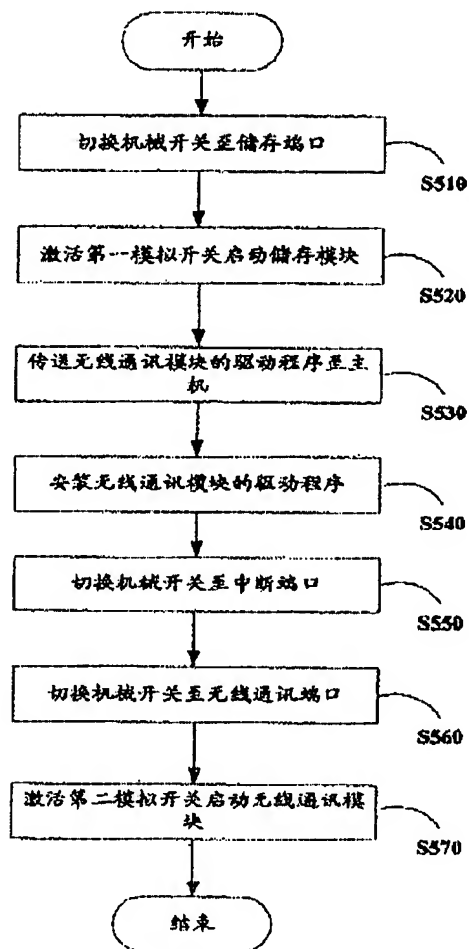 开始
切换机械开关至储存端口
S510
激活第一模拟开关启动储存模块
S520
传送无线通讯模块的驱动程序至主
机
S530
安装无线通讯模块的驱动程序
S540
切换机械开关至中断端口
S550
切换机械开关至无线通讯端口
S560
激活第二模拟开关启动无线通讯模
块
S570
结束